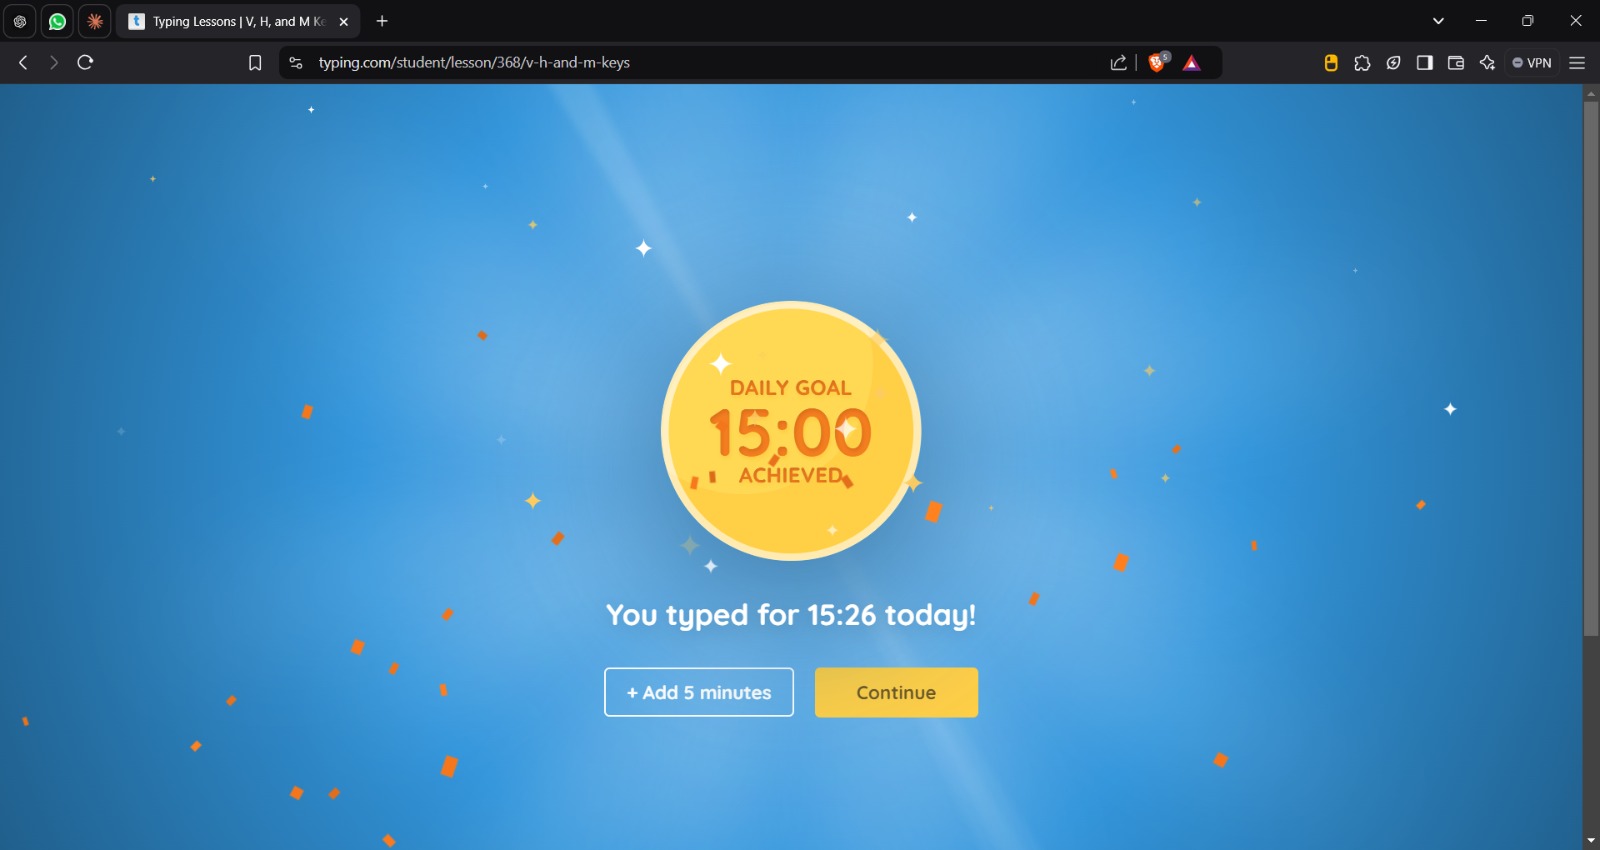 Typing Lessons | V, H, and M Ke
typing.com/student/lesson/368/v-h-and-m-keys
5
VPN
DAILY GOAL
15:00
ACHIEVED
You typed for 15:26 today!
+ Add 5 minutes
Continue